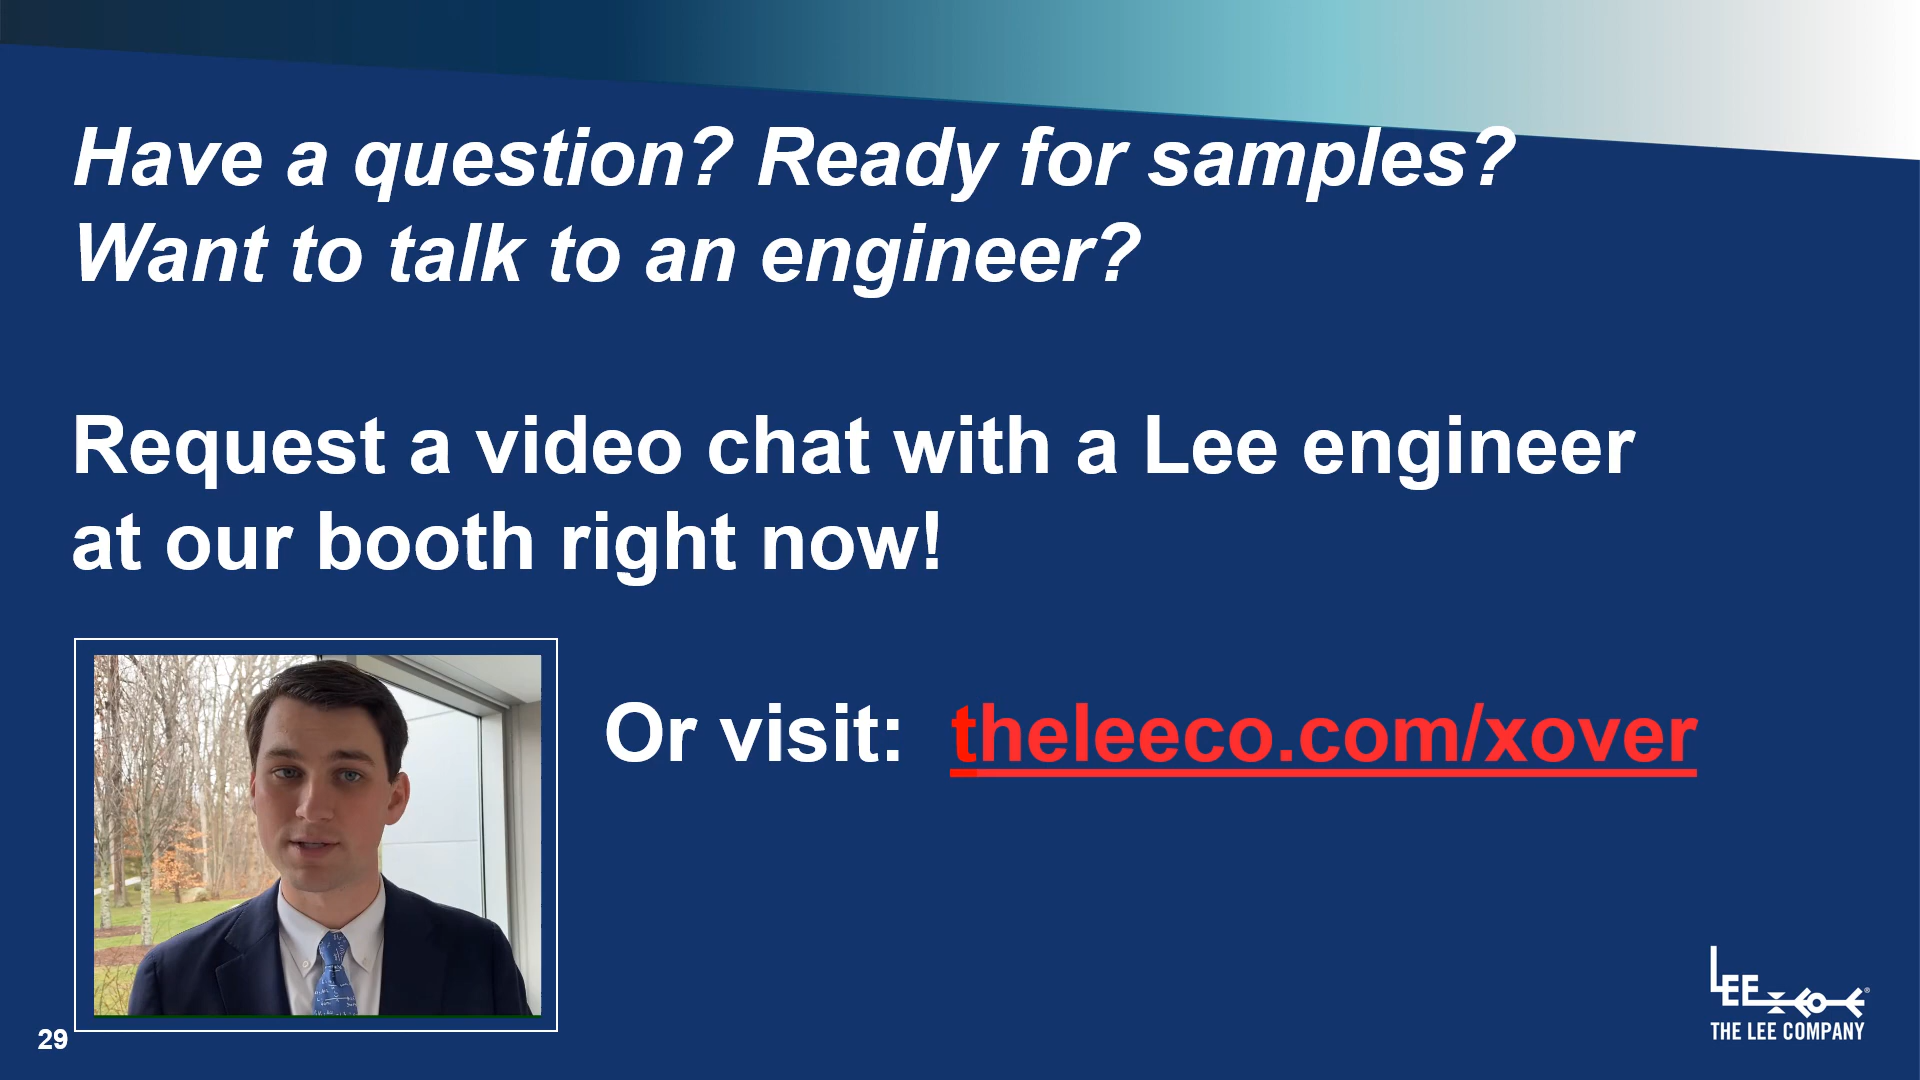 Have a question? Ready for samples?
Want to talk to an engineer?
Request a video chat with a Lee engineer
at our booth right now!
Or visit: theleeco.com/xover
LEE ®
THE LEE COMPANY
29